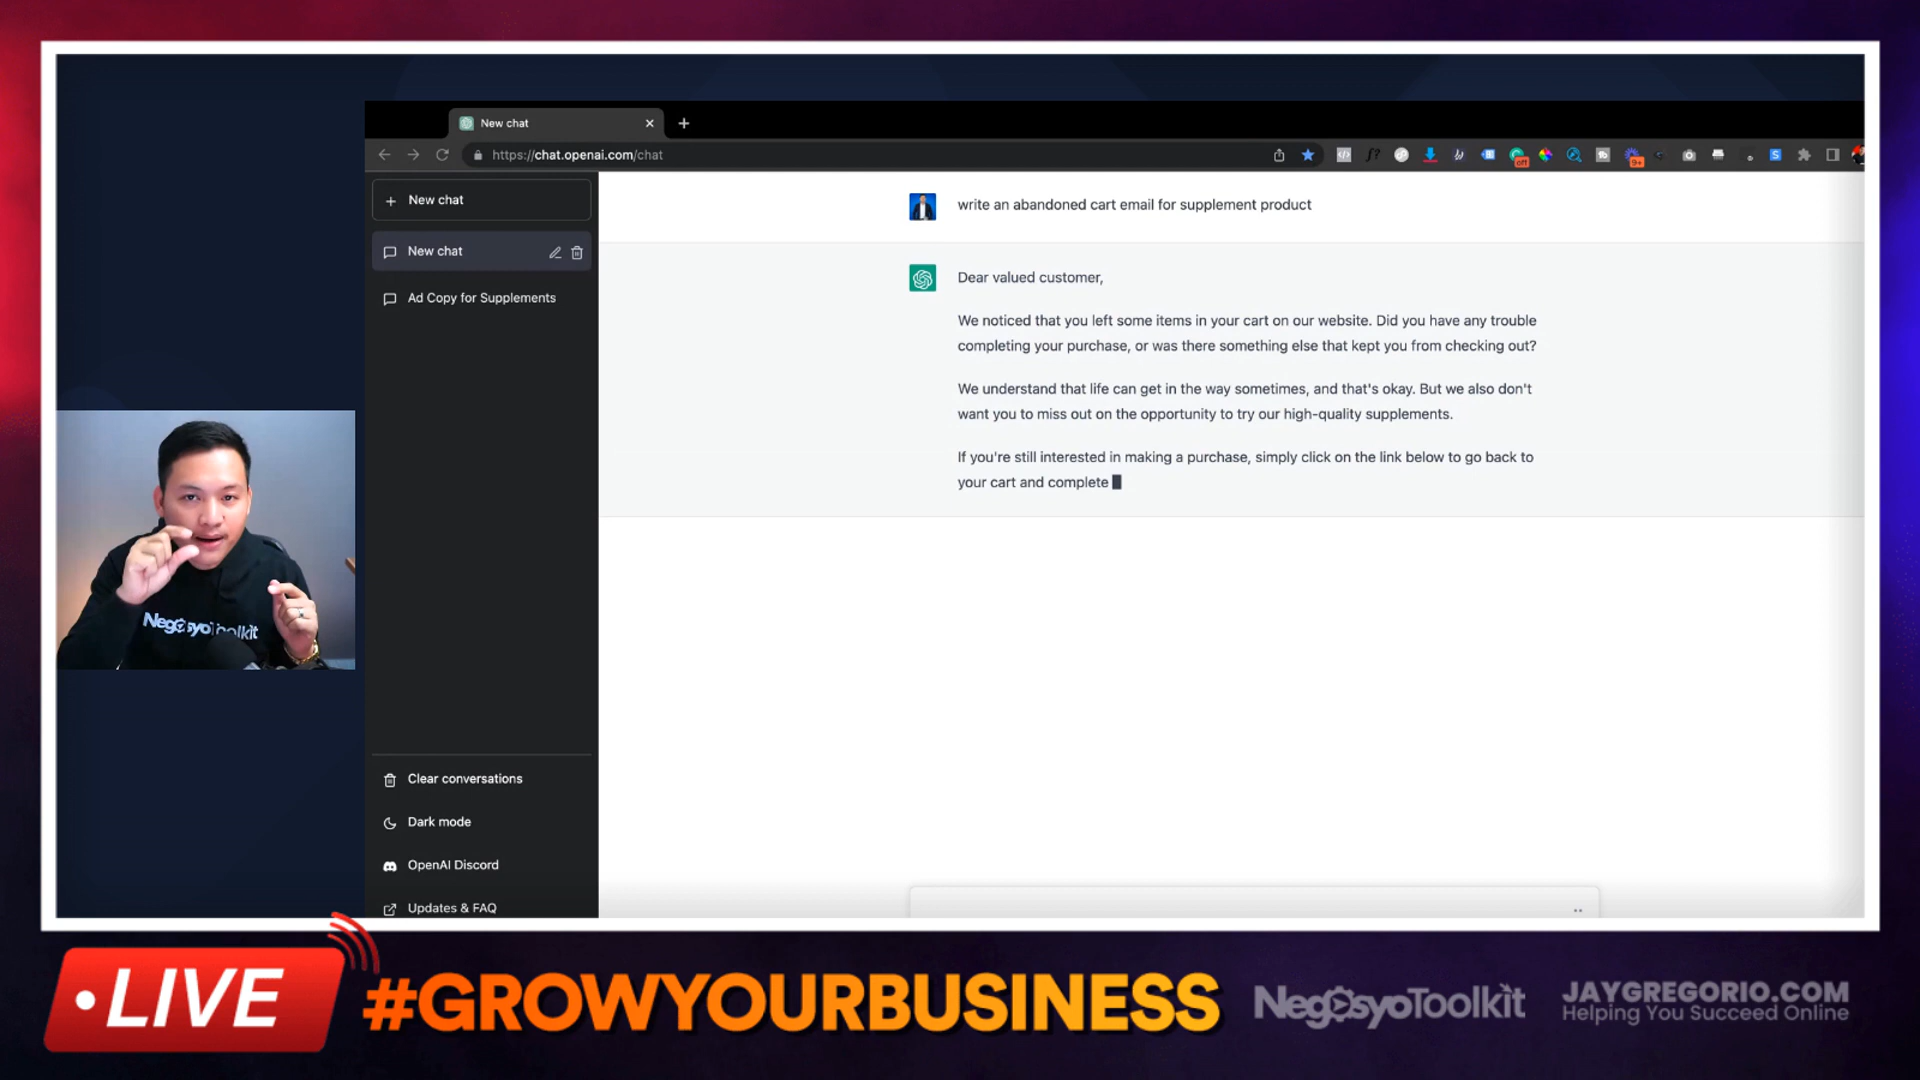 New chat
https://chat.openai.com/chat
off
9+
New chat
New chat
Ad Copy for Supplements
write an abandoned cart email for supplement product
Dear valued customer,
We noticed that you left some items in your cart on our website. Did you have any trouble
completing your purchase, or was there something else that kept you from checking out?
We understand that life can get in the way sometimes, and that's okay. But we also don't
want you to miss out on the opportunity to try our high-quality supplements.
If you're still interested in making a purchase, simply click on the link below to go back to
your cart and complete
NegosyoToolkit
Clear conversations
Dark mode
OpenAI Discord
Updates & FAQ
LIVE
#GROWYOURBUSINESS
NegosyoToolkit
JAYGREGORIO.COM
Helping You Succeed Online